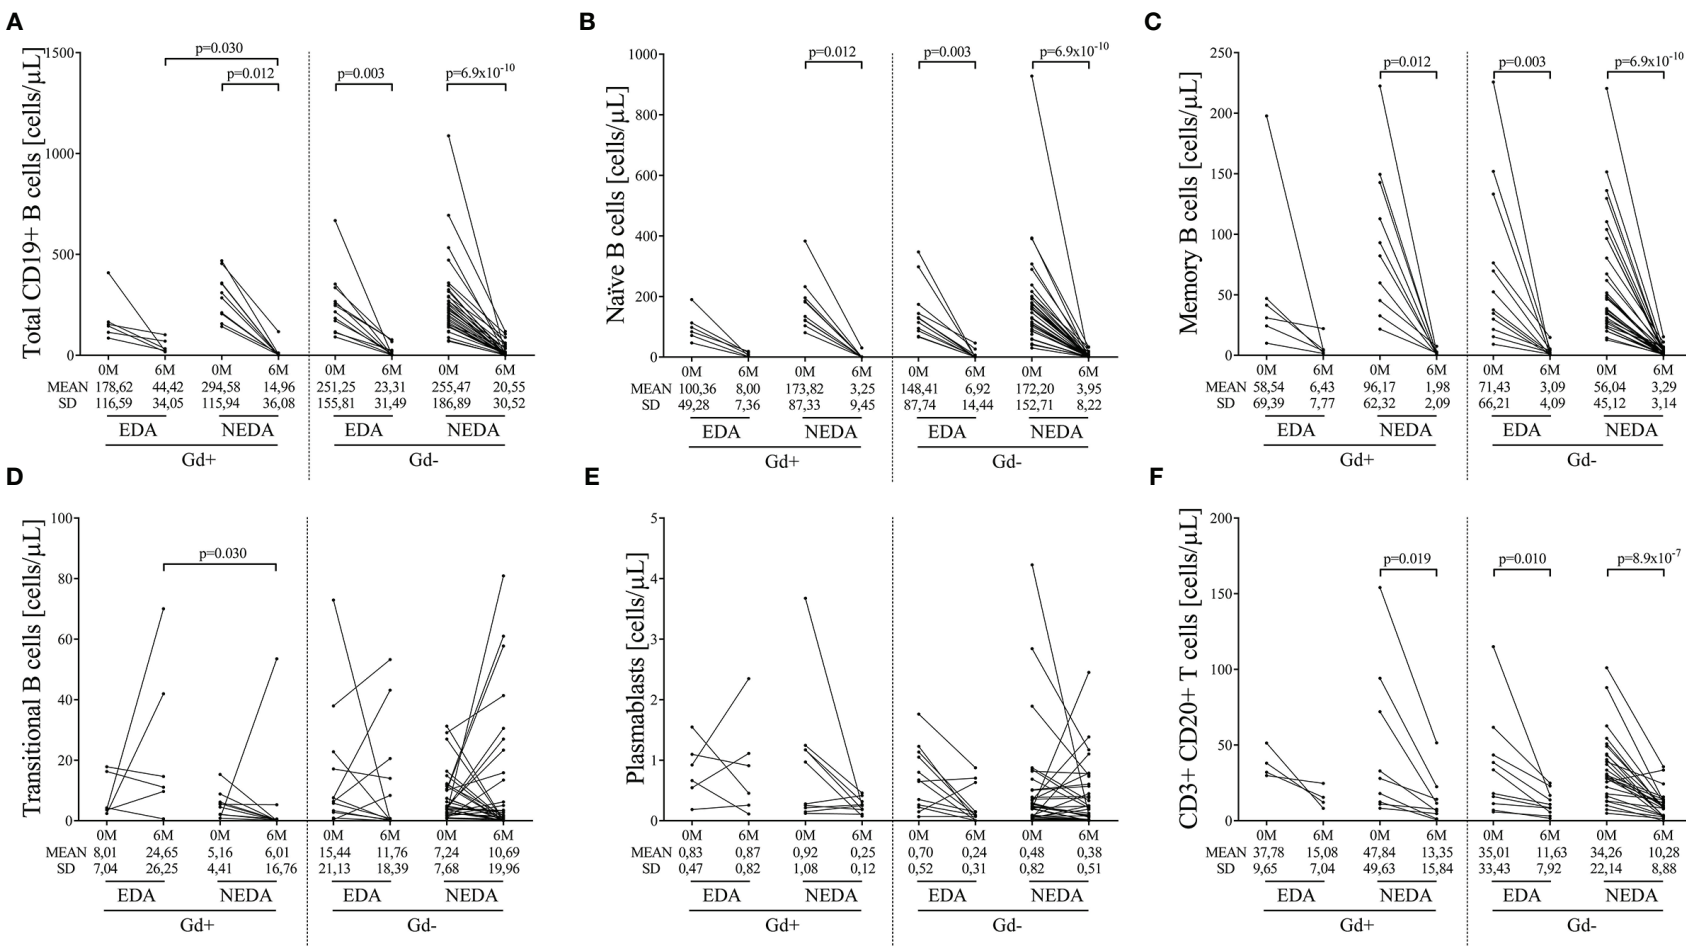 A
Total CD19+ B cells [cells/µL]
1500
1000
500
0
p=0.030
p=0.012
p=0.003
p=6.9x10⁻¹⁰
0M 6M 0M 6M 0M 6M 0M 6M
MEAN 178,62 44,42 294,58 14,96 251,25 23,31 255,47 20,55
SD 116,59 34,05 115,94 36,08 155,81 31,49 186,89 30,52
EDA NEDA EDA NEDA
Gd+ Gd-
B
Naïve B cells [cells/µL]
1000
800
600
400
200
0
p=0.012
p=0.003
p=6.9x10⁻¹⁰
0M 6M 0M 6M 0M 6M 0M 6M
MEAN 100,36 8,00 173,82 3,25 148,41 6,92 172,20 3,95
SD 49,28 7,36 87,33 9,45 87,74 14,44 152,71 8,22
EDA NEDA EDA NEDA
Gd+ Gd-
C
Memory B cells [cells/µL]
250
200
150
100
50
0
p=0.012
p=0.003
p=6.9x10⁻¹⁰
0M 6M 0M 6M 0M 6M 0M 6M
MEAN 58,54 6,43 96,17 1,98 71,43 3,09 56,04 3,29
SD 69,39 7,77 62,32 2,09 66,21 4,09 45,12 3,14
EDA NEDA EDA NEDA
Gd+ Gd-
D
Transitional B cells [cells/µL]
100
80
60
40
20
0
p=0.030
0M 6M 0M 6M 0M 6M 0M 6M
MEAN 8,01 24,65 5,16 6,01 15,44 11,76 7,24 10,69
SD 7,04 26,25 4,41 16,76 21,13 18,39 7,68 19,96
EDA NEDA EDA NEDA
Gd+ Gd-
E
Plasmablasts [cells/µL]
5
4
3
2
1
0
0M 6M 0M 6M 0M 6M 0M 6M
MEAN 0,83 0,87 0,92 0,25 0,70 0,24 0,48 0,38
SD 0,47 0,82 1,08 0,12 0,52 0,31 0,82 0,51
EDA NEDA EDA NEDA
Gd+ Gd-
F
CD3+ CD20+ T cells [cells/µL]
200
150
100
50
0
p=0.019
p=0.010
p=8.9x10⁻⁷
0M 6M 0M 6M 0M 6M 0M 6M
MEAN 37,78 15,08 47,84 13,35 35,01 11,63 34,26 10,28
SD 9,65 7,04 49,63 15,84 33,43 7,92 22,14 8,88
EDA NEDA EDA NEDA
Gd+ Gd-